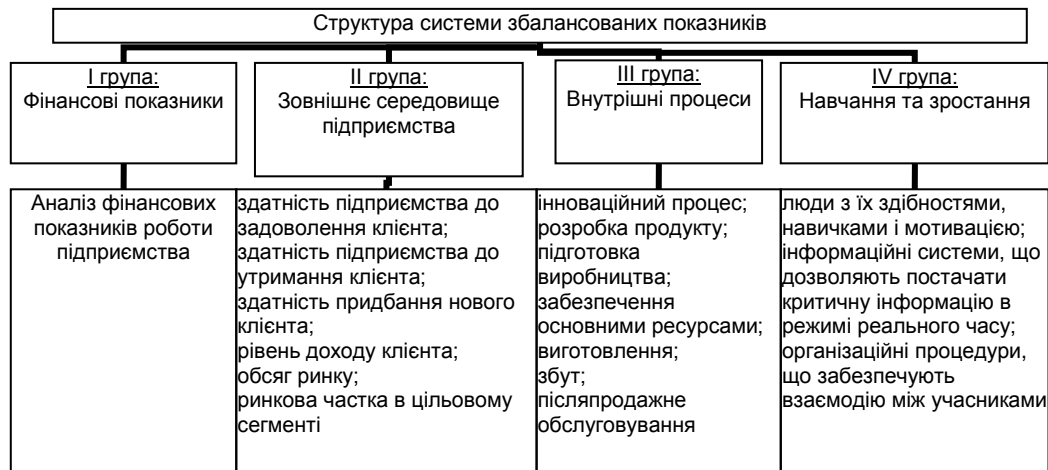 Структура системи збалансованих показників
І група:
Фінансові показники
ІІ група:
Зовнішнє середовище
підприємства
ІІІ група:
Внутрішні процеси
IV група:
Навчання та зростання
Аналіз фінансових
показників роботи
підприємства
здатність підприємства до
задоволення клієнта;
здатність підприємства до
утримання клієнта;
здатність придбання нового
клієнта;
рівень доходу клієнта;
обсяг ринку;
ринкова частка в цільовому
сегменті
інноваційний процес;
розробка продукту;
підготовка
виробництва;
забезпечення
основними ресурсами;
виготовлення;
збут;
післяпродажне
обслуговування
люди з їх здібностями,
навичками і мотивацією;
інформаційні системи, що
дозволяють постачати
критичну інформацію в
режимі реального часу;
організаційні процедури,
що забезпечують
взаємодію між учасниками